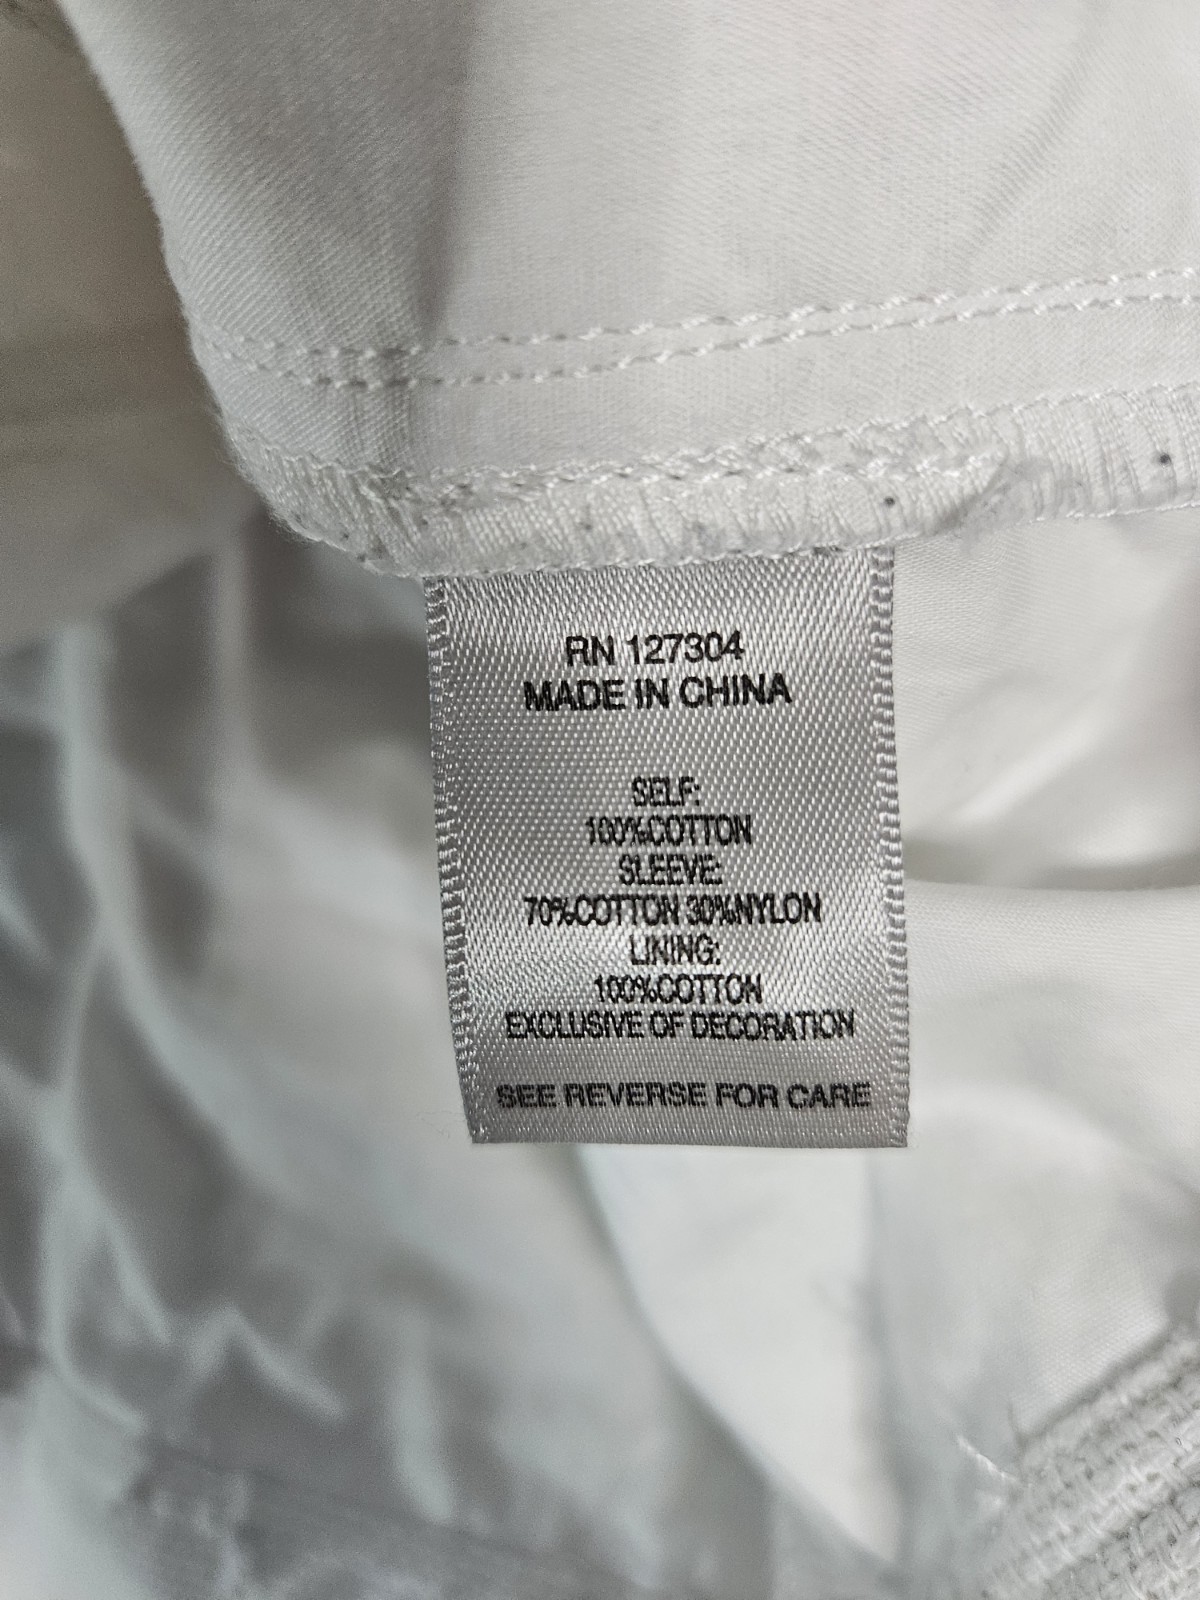 RN 127304
MADE IN CHINA
SELF:
100%COTTON
SLEEVE:
70%COTTON 30%NYLON
LINING:
100%COTTON
EXCLUSIVE OF DECORATION
SEE REVERSE FOR CARE